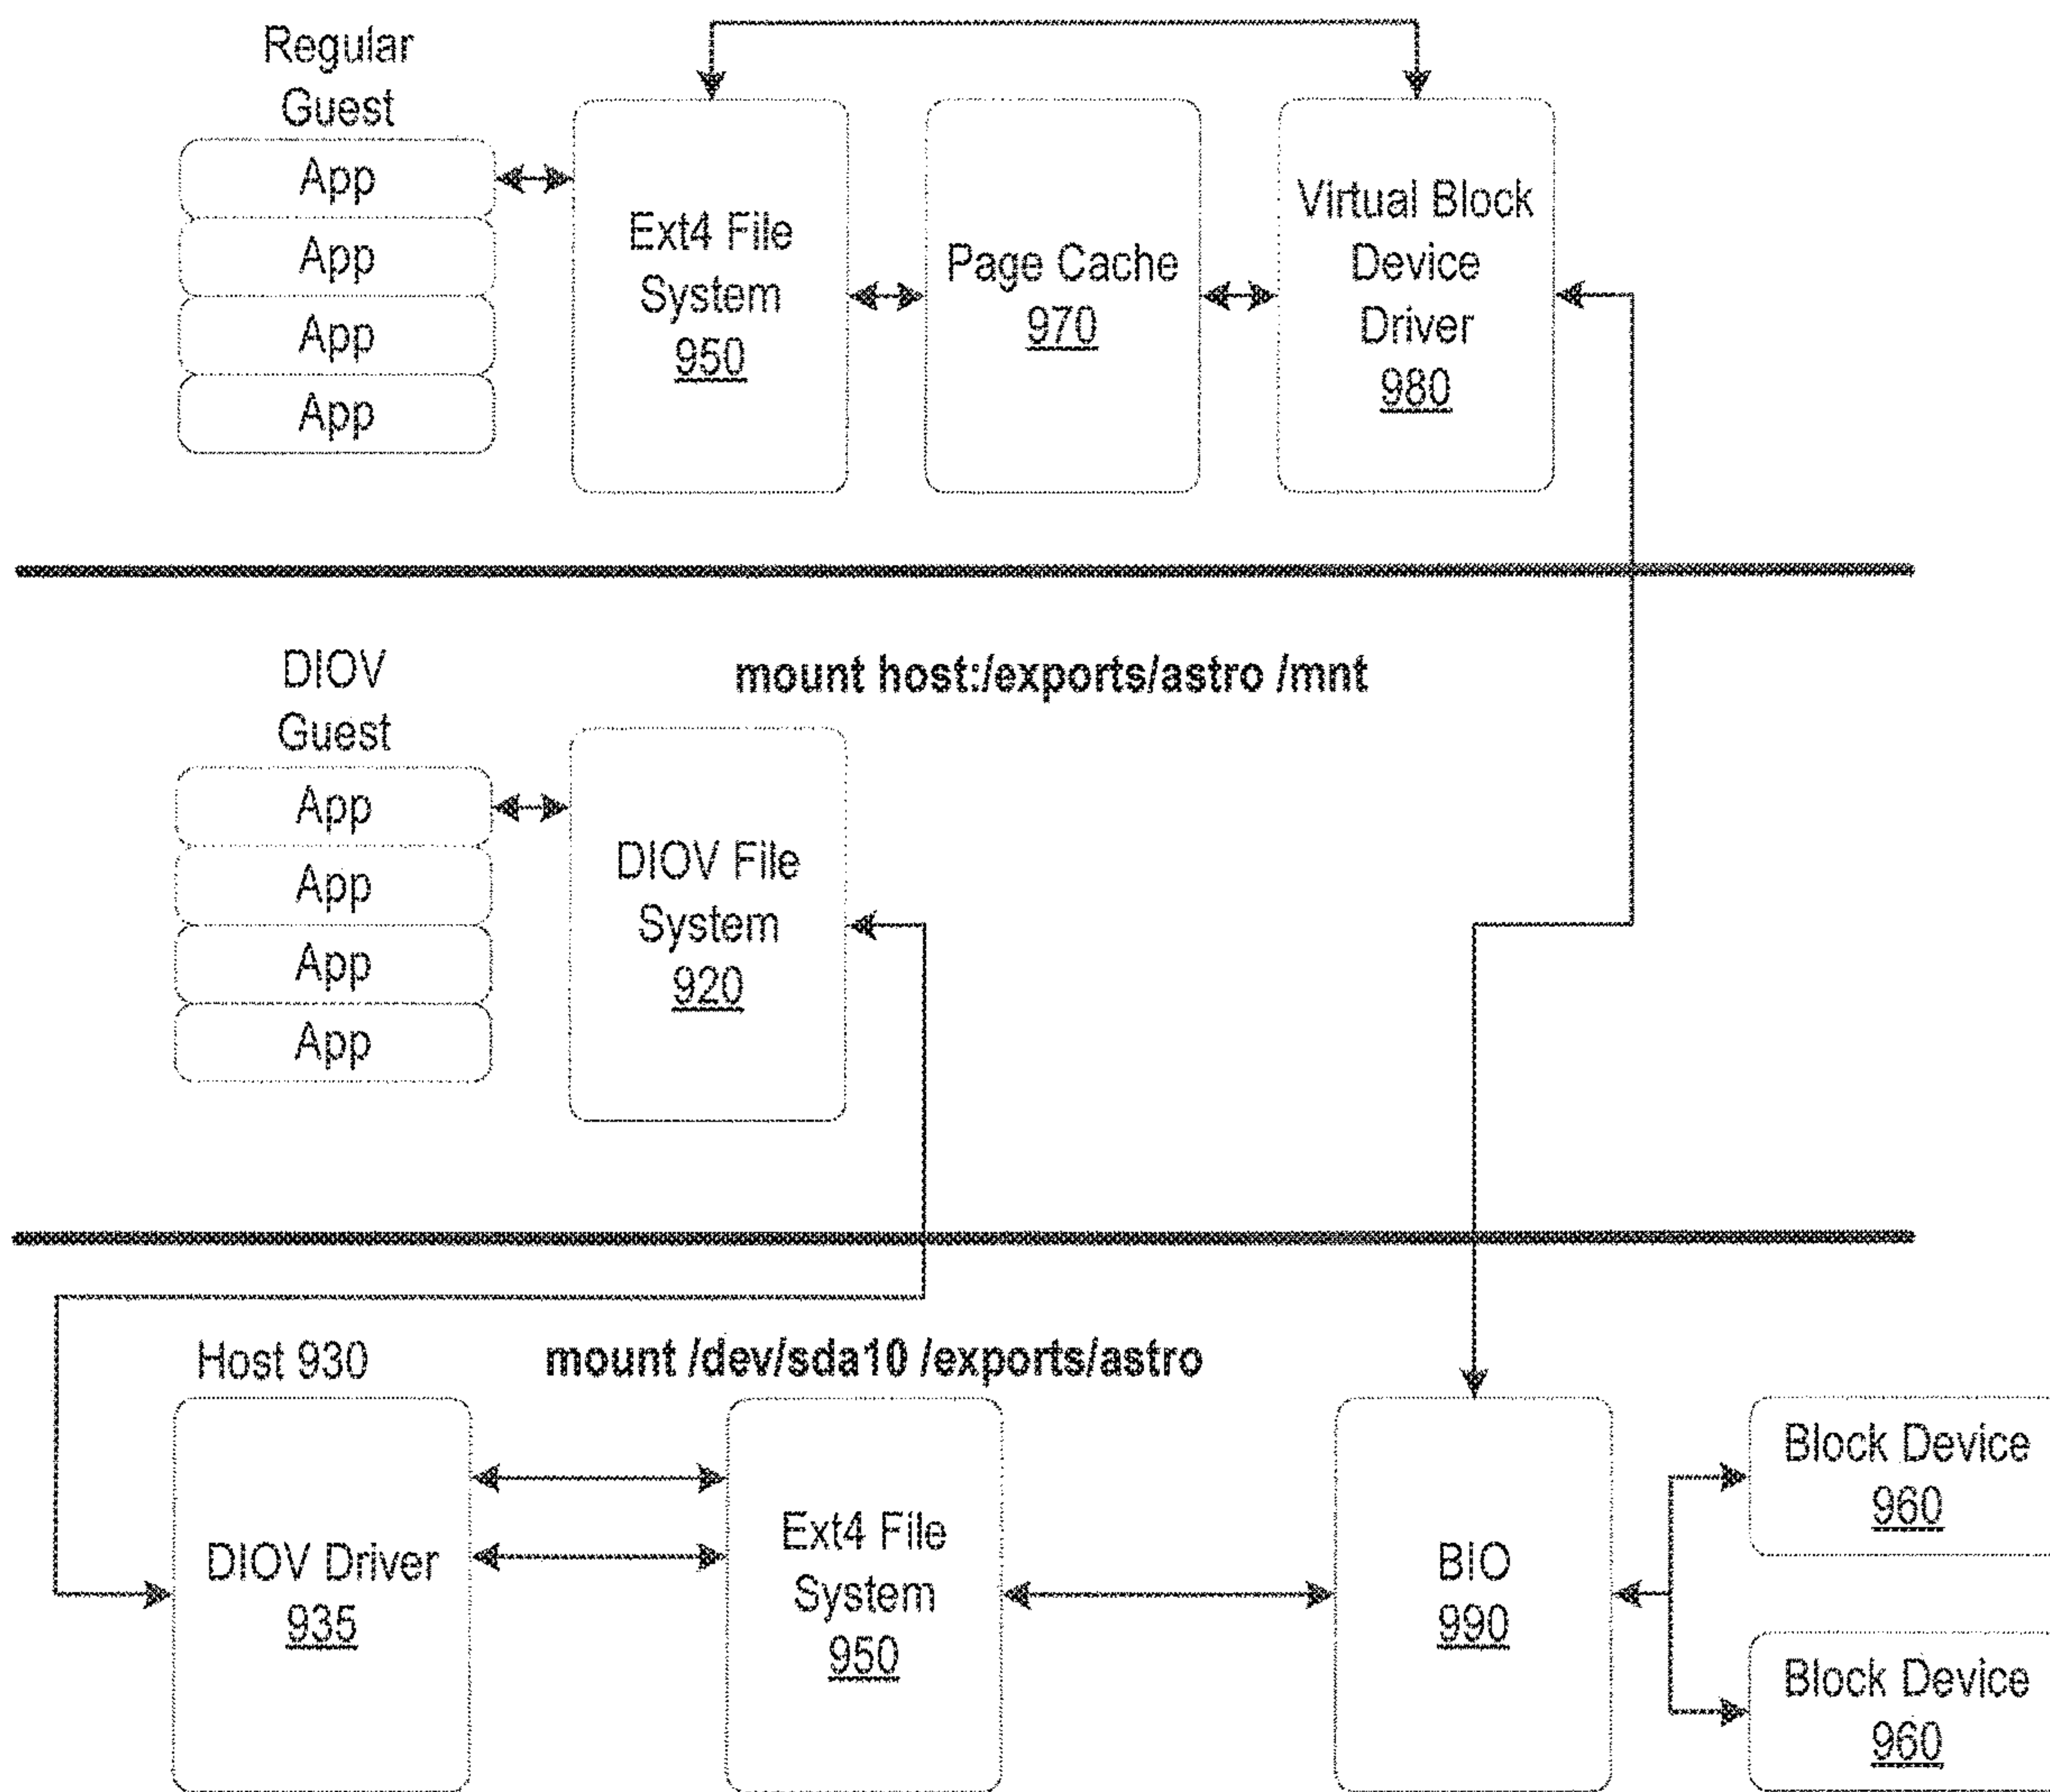 Regular
Guest
App
App
App
App
Ext4 File
System
950
Page Cache
970
Virtual Block
Device
Driver
980
DIOV
Guest
mount host:/exports/astro /mnt
App
App
App
App
DIOV File
System
920
Host 930
mount /dev/sda10 /exports/astro
DIOV Driver
935
Ext4 File
System
950
BIO
990
Block Device
960
Block Device
960